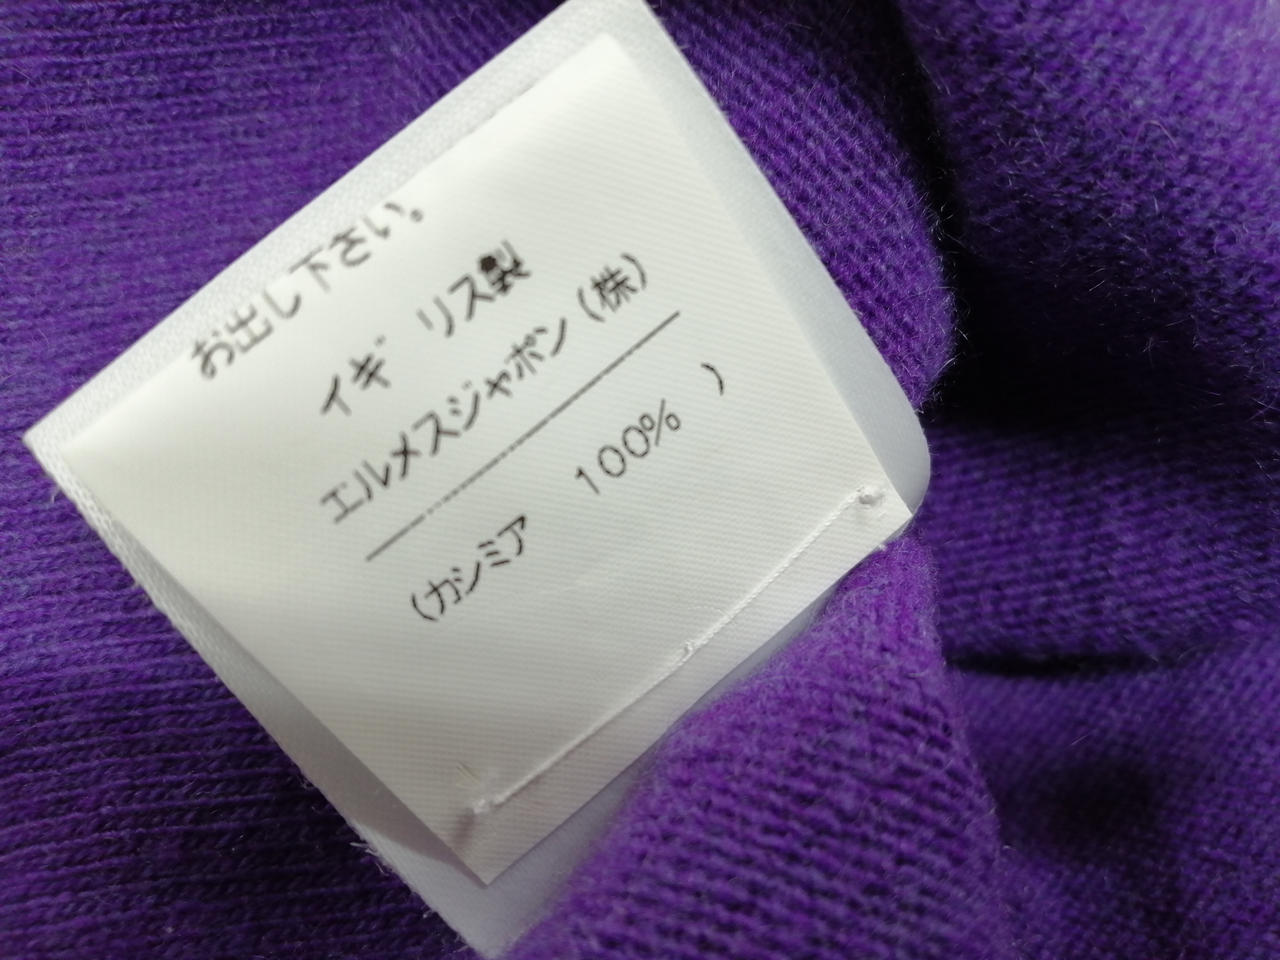 お出し下さい。
イギリス製
エルメスジャポン(株)
(カシミア 100% )